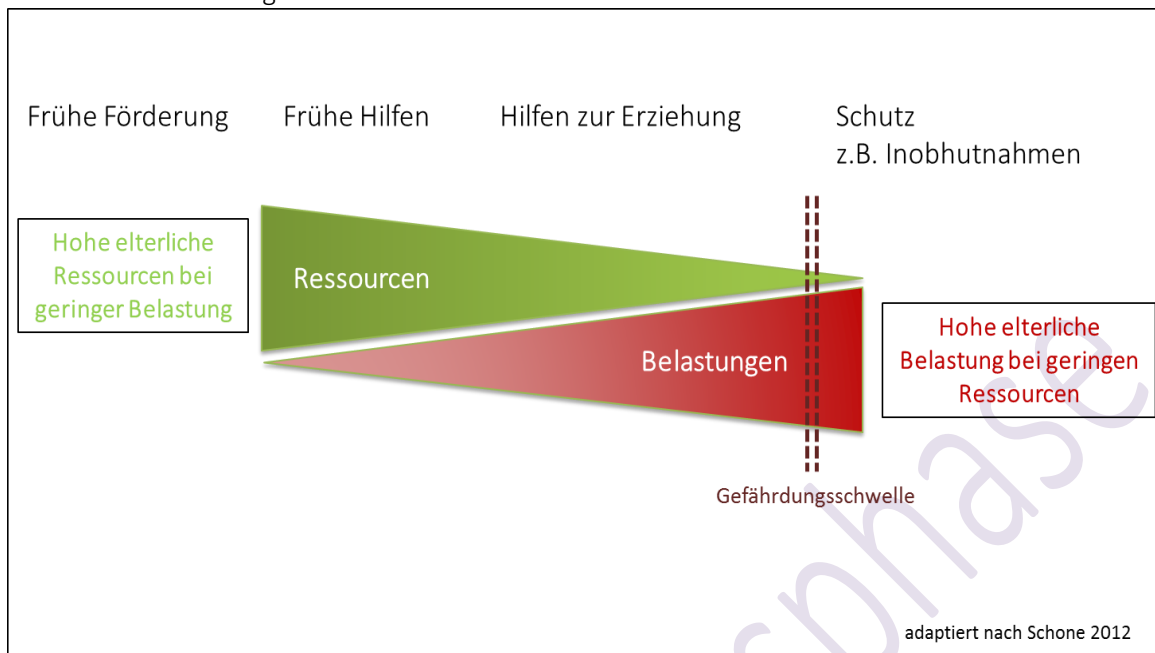 Frühe Förderung
Frühe Hilfen
Hilfen zur Erziehung
Schutz
z.B. Inobhutnahmen
Hohe elterliche
Ressourcen bei
geringer Belastung
Ressourcen
Belastungen
Hohe elterliche
Belastung bei geringen
Ressourcen
Gefährdungsschwelle
sphase
adaptiert nach Schone 2012